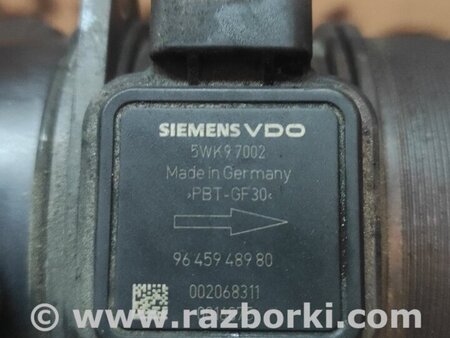 SIEMENS VDO
5WK9 7002
Made in Germany
>PBT-GF30<
96 459 489 80
002068311
© www.razborki.com